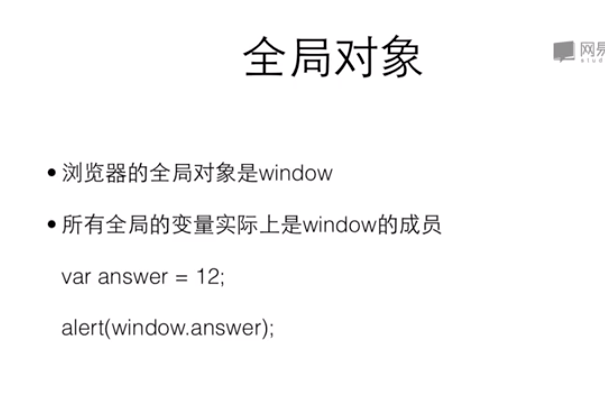 全局对象
网易
• 浏览器的全局对象是window
• 所有全局的变量实际上是window的成员
var answer = 12;
alert(window.answer);